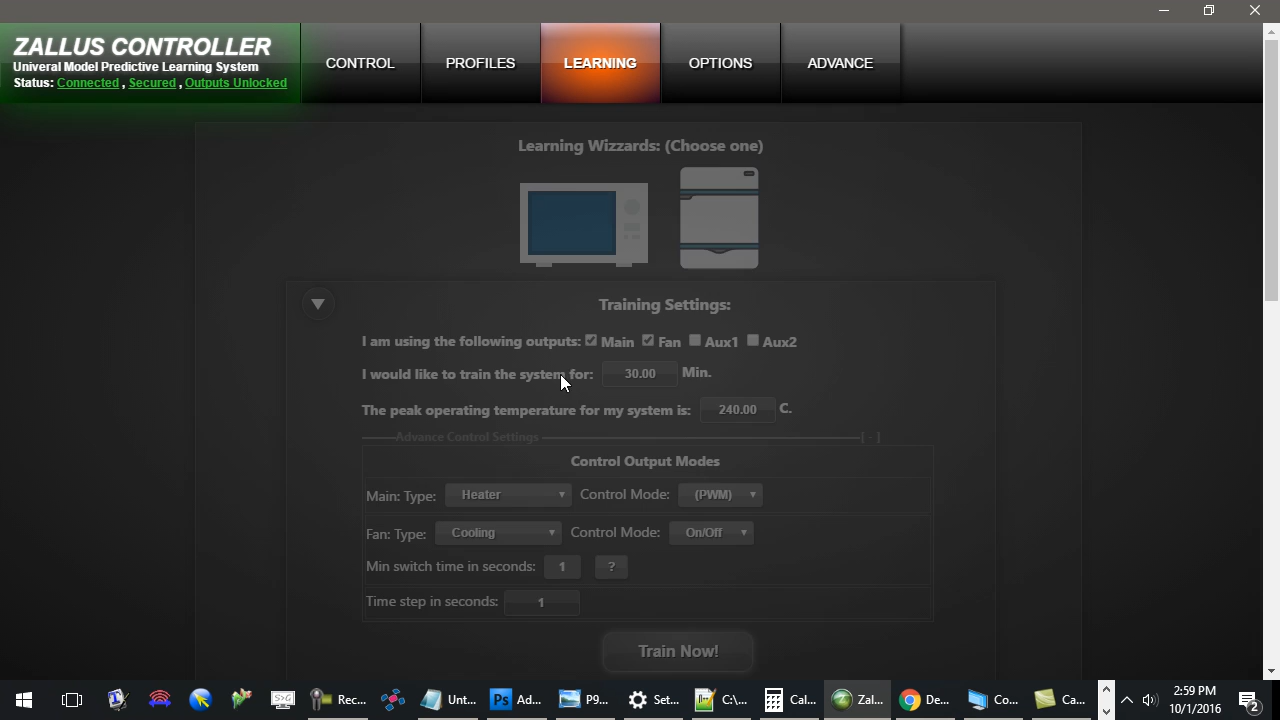 ZALLUS CONTROLLER
Univeral Model Predictive Learning System
Status: Connected , Secured , Outputs Unlocked
CONTROL PROFILES LEARNING OPTIONS ADVANCE
Learning Wizzards: (Choose one)
Training Settings:
I am using the following outputs: Main Fan Aux1 Aux2
I would like to train the system for: 30.00 Min.
The peak operating temperature for my system is: 240.00 C.
Advance Control Settings [ - ]
Control Output Modes
Main: Type: Heater Control Mode: (PWM)
Fan: Type: Cooling Control Mode: On/Off
Min switch time in seconds: 1 ?
Time step in seconds: 1
Train Now!
Rec... Unt... Ps Ad... P9... Set... C:\... Cal... Zal... De... Co... Ca...
2:59 PM
10/1/2016
2